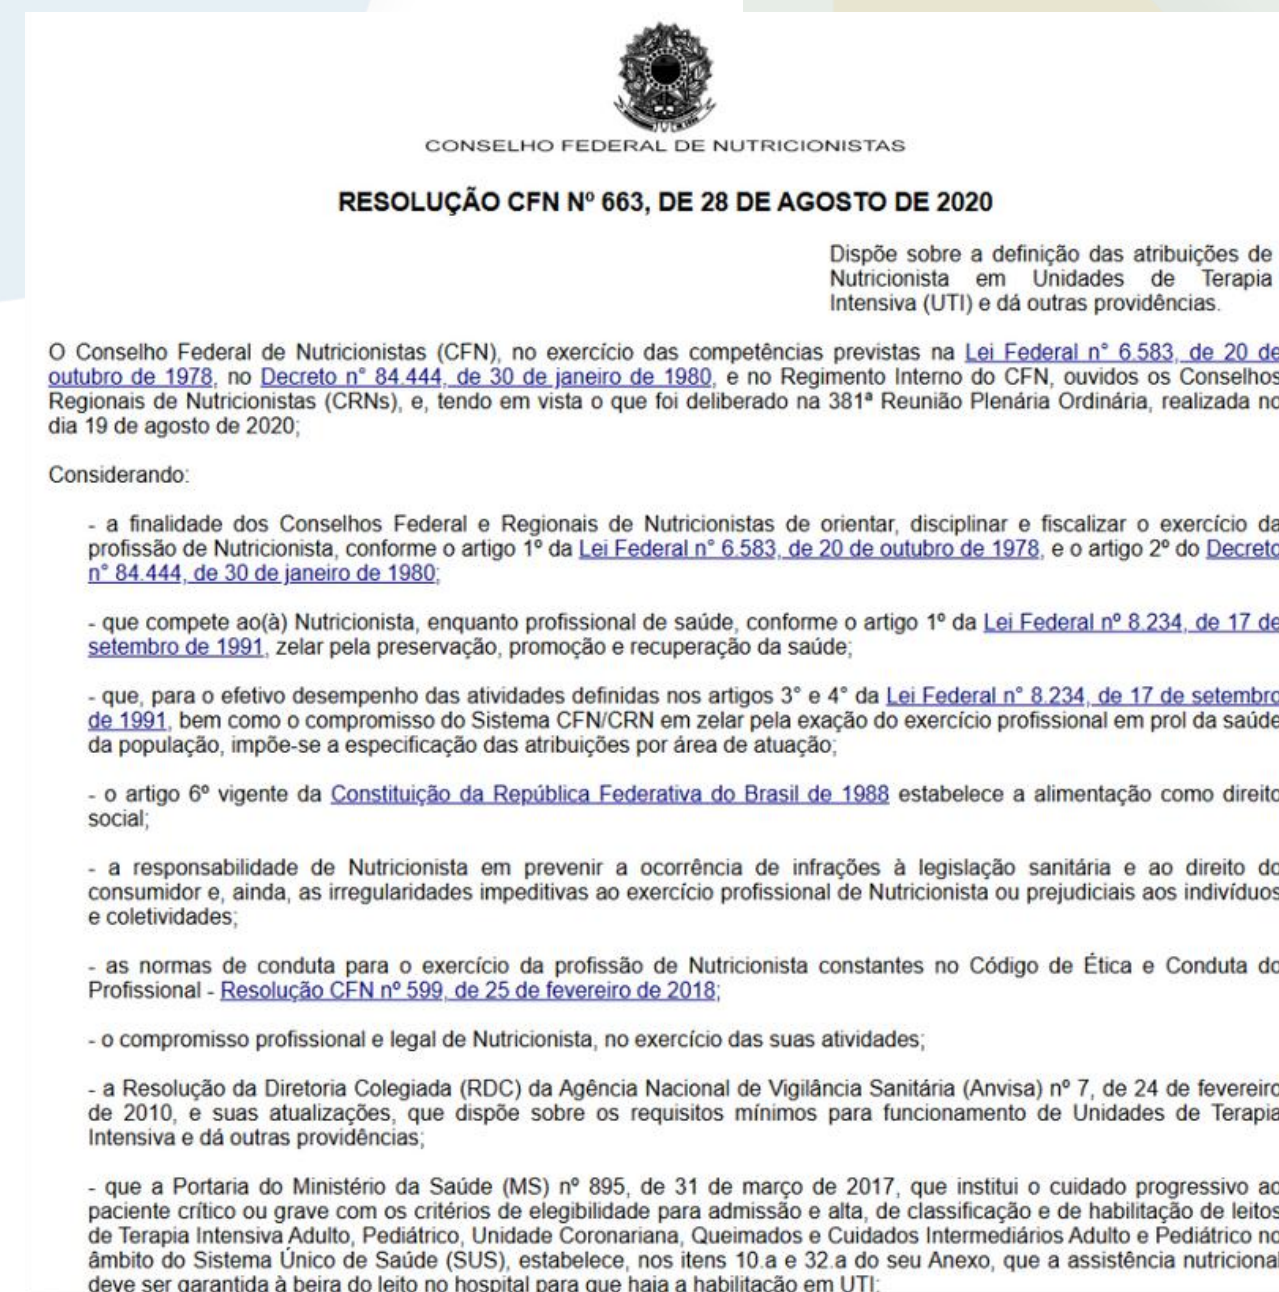 CONSELHO FEDERAL DE NUTRICIONISTAS
RESOLUÇÃO CFN Nº 663, DE 28 DE AGOSTO DE 2020
Dispõe sobre a definição das atribuições de
Nutricionista em Unidades de Terapia
Intensiva (UTI) e dá outras providências.
O Conselho Federal de Nutricionistas (CFN), no exercício das competências previstas na Lei Federal n° 6.583, de 20 de
outubro de 1978, no Decreto n° 84.444, de 30 de janeiro de 1980, e no Regimento Interno do CFN, ouvidos os Conselhos
Regionais de Nutricionistas (CRNs), e, tendo em vista o que foi deliberado na 381ª Reunião Plenária Ordinária, realizada no
dia 19 de agosto de 2020;
Considerando:
- a finalidade dos Conselhos Federal e Regionais de Nutricionistas de orientar, disciplinar e fiscalizar o exercício da
profissão de Nutricionista, conforme o artigo 1º da Lei Federal n° 6.583, de 20 de outubro de 1978, e o artigo 2º do Decreto
n° 84.444, de 30 de janeiro de 1980;
- que compete ao(à) Nutricionista, enquanto profissional de saúde, conforme o artigo 1º da Lei Federal nº 8.234, de 17 de
setembro de 1991, zelar pela preservação, promoção e recuperação da saúde;
- que, para o efetivo desempenho das atividades definidas nos artigos 3° e 4° da Lei Federal n° 8.234, de 17 de setembro
de 1991, bem como o compromisso do Sistema CFN/CRN em zelar pela exação do exercício profissional em prol da saúde
da população, impõe-se a especificação das atribuições por área de atuação;
- o artigo 6º vigente da Constituição da República Federativa do Brasil de 1988 estabelece a alimentação como direito
social;
- a responsabilidade de Nutricionista em prevenir a ocorrência de infrações à legislação sanitária e ao direito do
consumidor e, ainda, as irregularidades impeditivas ao exercício profissional de Nutricionista ou prejudiciais aos indivíduos
e coletividades;
- as normas de conduta para o exercício da profissão de Nutricionista constantes no Código de Ética e Conduta do
Profissional - Resolução CFN nº 599, de 25 de fevereiro de 2018;
- o compromisso profissional e legal de Nutricionista, no exercício das suas atividades;
- a Resolução da Diretoria Colegiada (RDC) da Agência Nacional de Vigilância Sanitária (Anvisa) nº 7, de 24 de fevereiro
de 2010, e suas atualizações, que dispõe sobre os requisitos mínimos para funcionamento de Unidades de Terapia
Intensiva e dá outras providências;
- que a Portaria do Ministério da Saúde (MS) nº 895, de 31 de março de 2017, que institui o cuidado progressivo ao
paciente crítico ou grave com os critérios de elegibilidade para admissão e alta, de classificação e de habilitação de leitos
de Terapia Intensiva Adulto, Pediátrico, Unidade Coronariana, Queimados e Cuidados Intermediários Adulto e Pediátrico no
âmbito do Sistema Único de Saúde (SUS), estabelece, nos itens 10.a e 32.a do seu Anexo, que a assistência nutricional
deve ser garantida à beira do leito no hospital para que haja a habilitação em UTI;